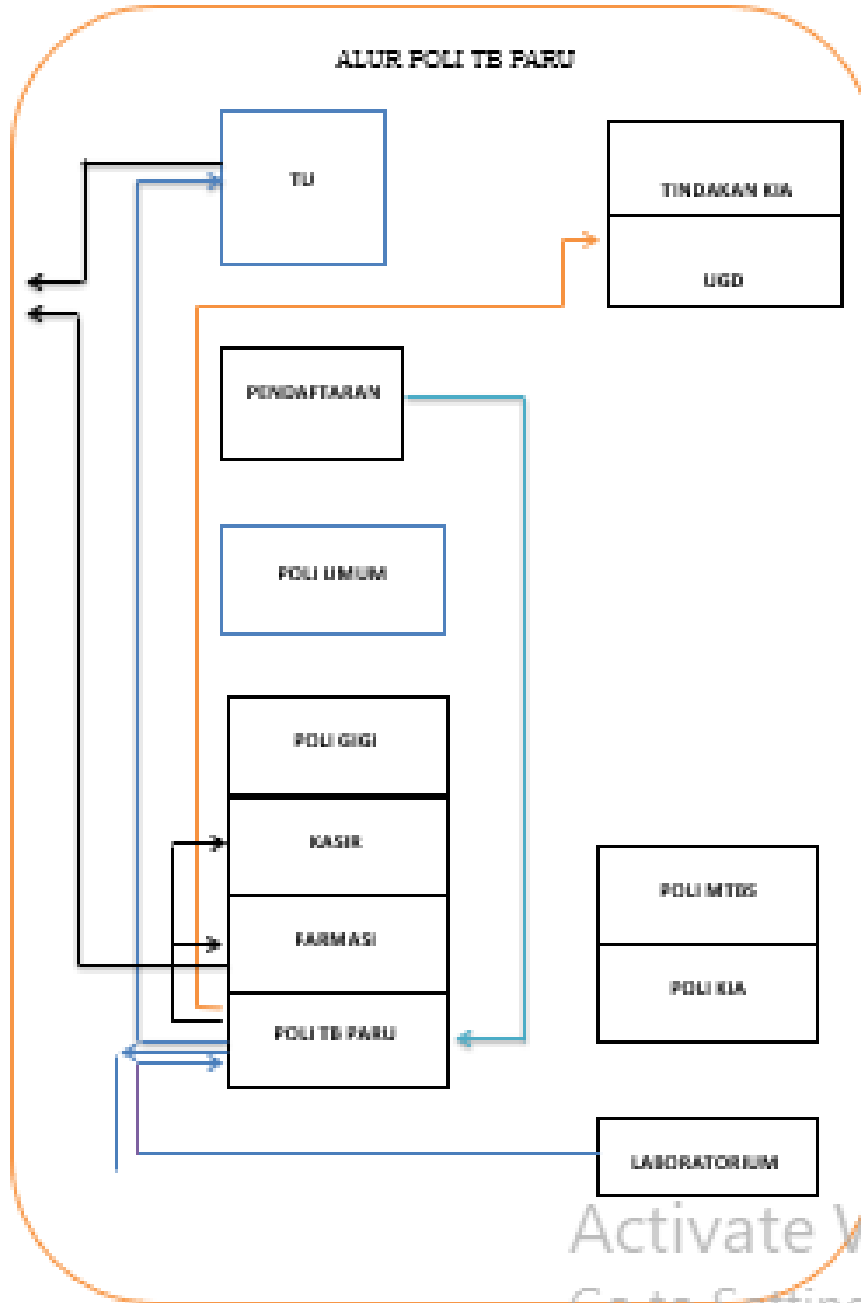 ALUR POLI TB PARU
TU
TINDAKAN KIA
UGD
PENDAFTARAN
POLI UMUM
POLI GIGI
KASIR
FARMASI
POLI TB PARU
POLI MTBS
POLI KIA
LABORATORIUM
Activate